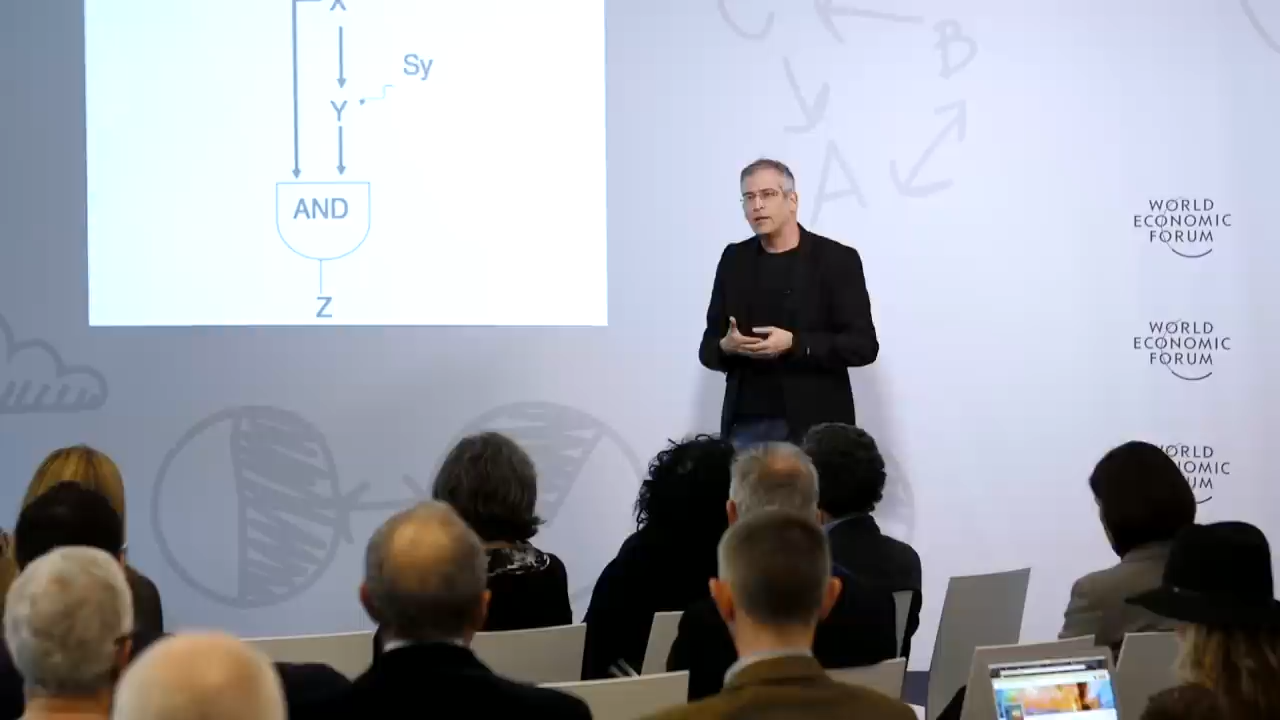 X
Sy
Y
AND
Z
C
B
A
WORLD
ECONOMIC
FORUM
WORLD
ECONOMIC
FORUM